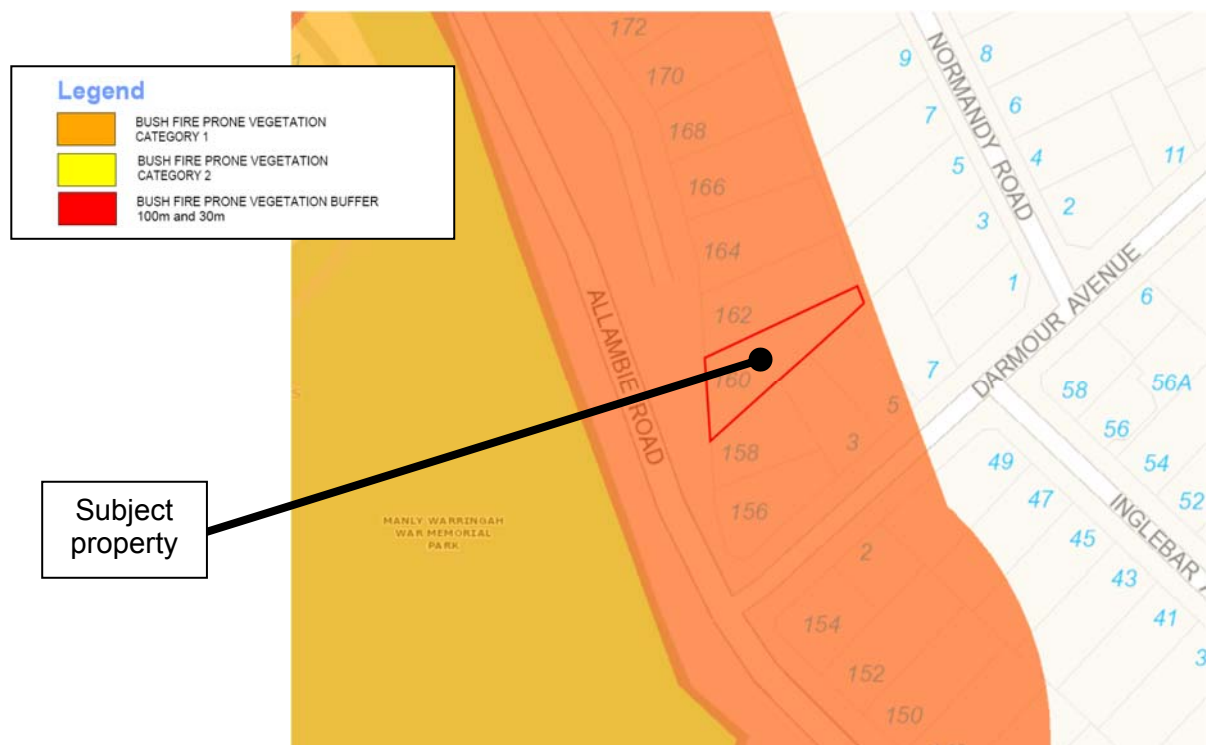 Legend
BUSH FIRE PRONE VEGETATION
CATEGORY 1
BUSH FIRE PRONE VEGETATION
CATEGORY 2
BUSH FIRE PRONE VEGETATION BUFFER
100m and 30m
172
170
168
166
164
162
160
158
156
154
152
150
2
3
5
7
9
7
5
3
1
8
6
4
2
11
NORMANDY ROAD
DARMOUR AVENUE
6
58
56A
56
54
52
49
47
45
43
41
3
INGLEBAR A
ALLAMBIE ROAD
MANLY WARRINGAH
WAR MEMORIAL
PARK
Subject
property